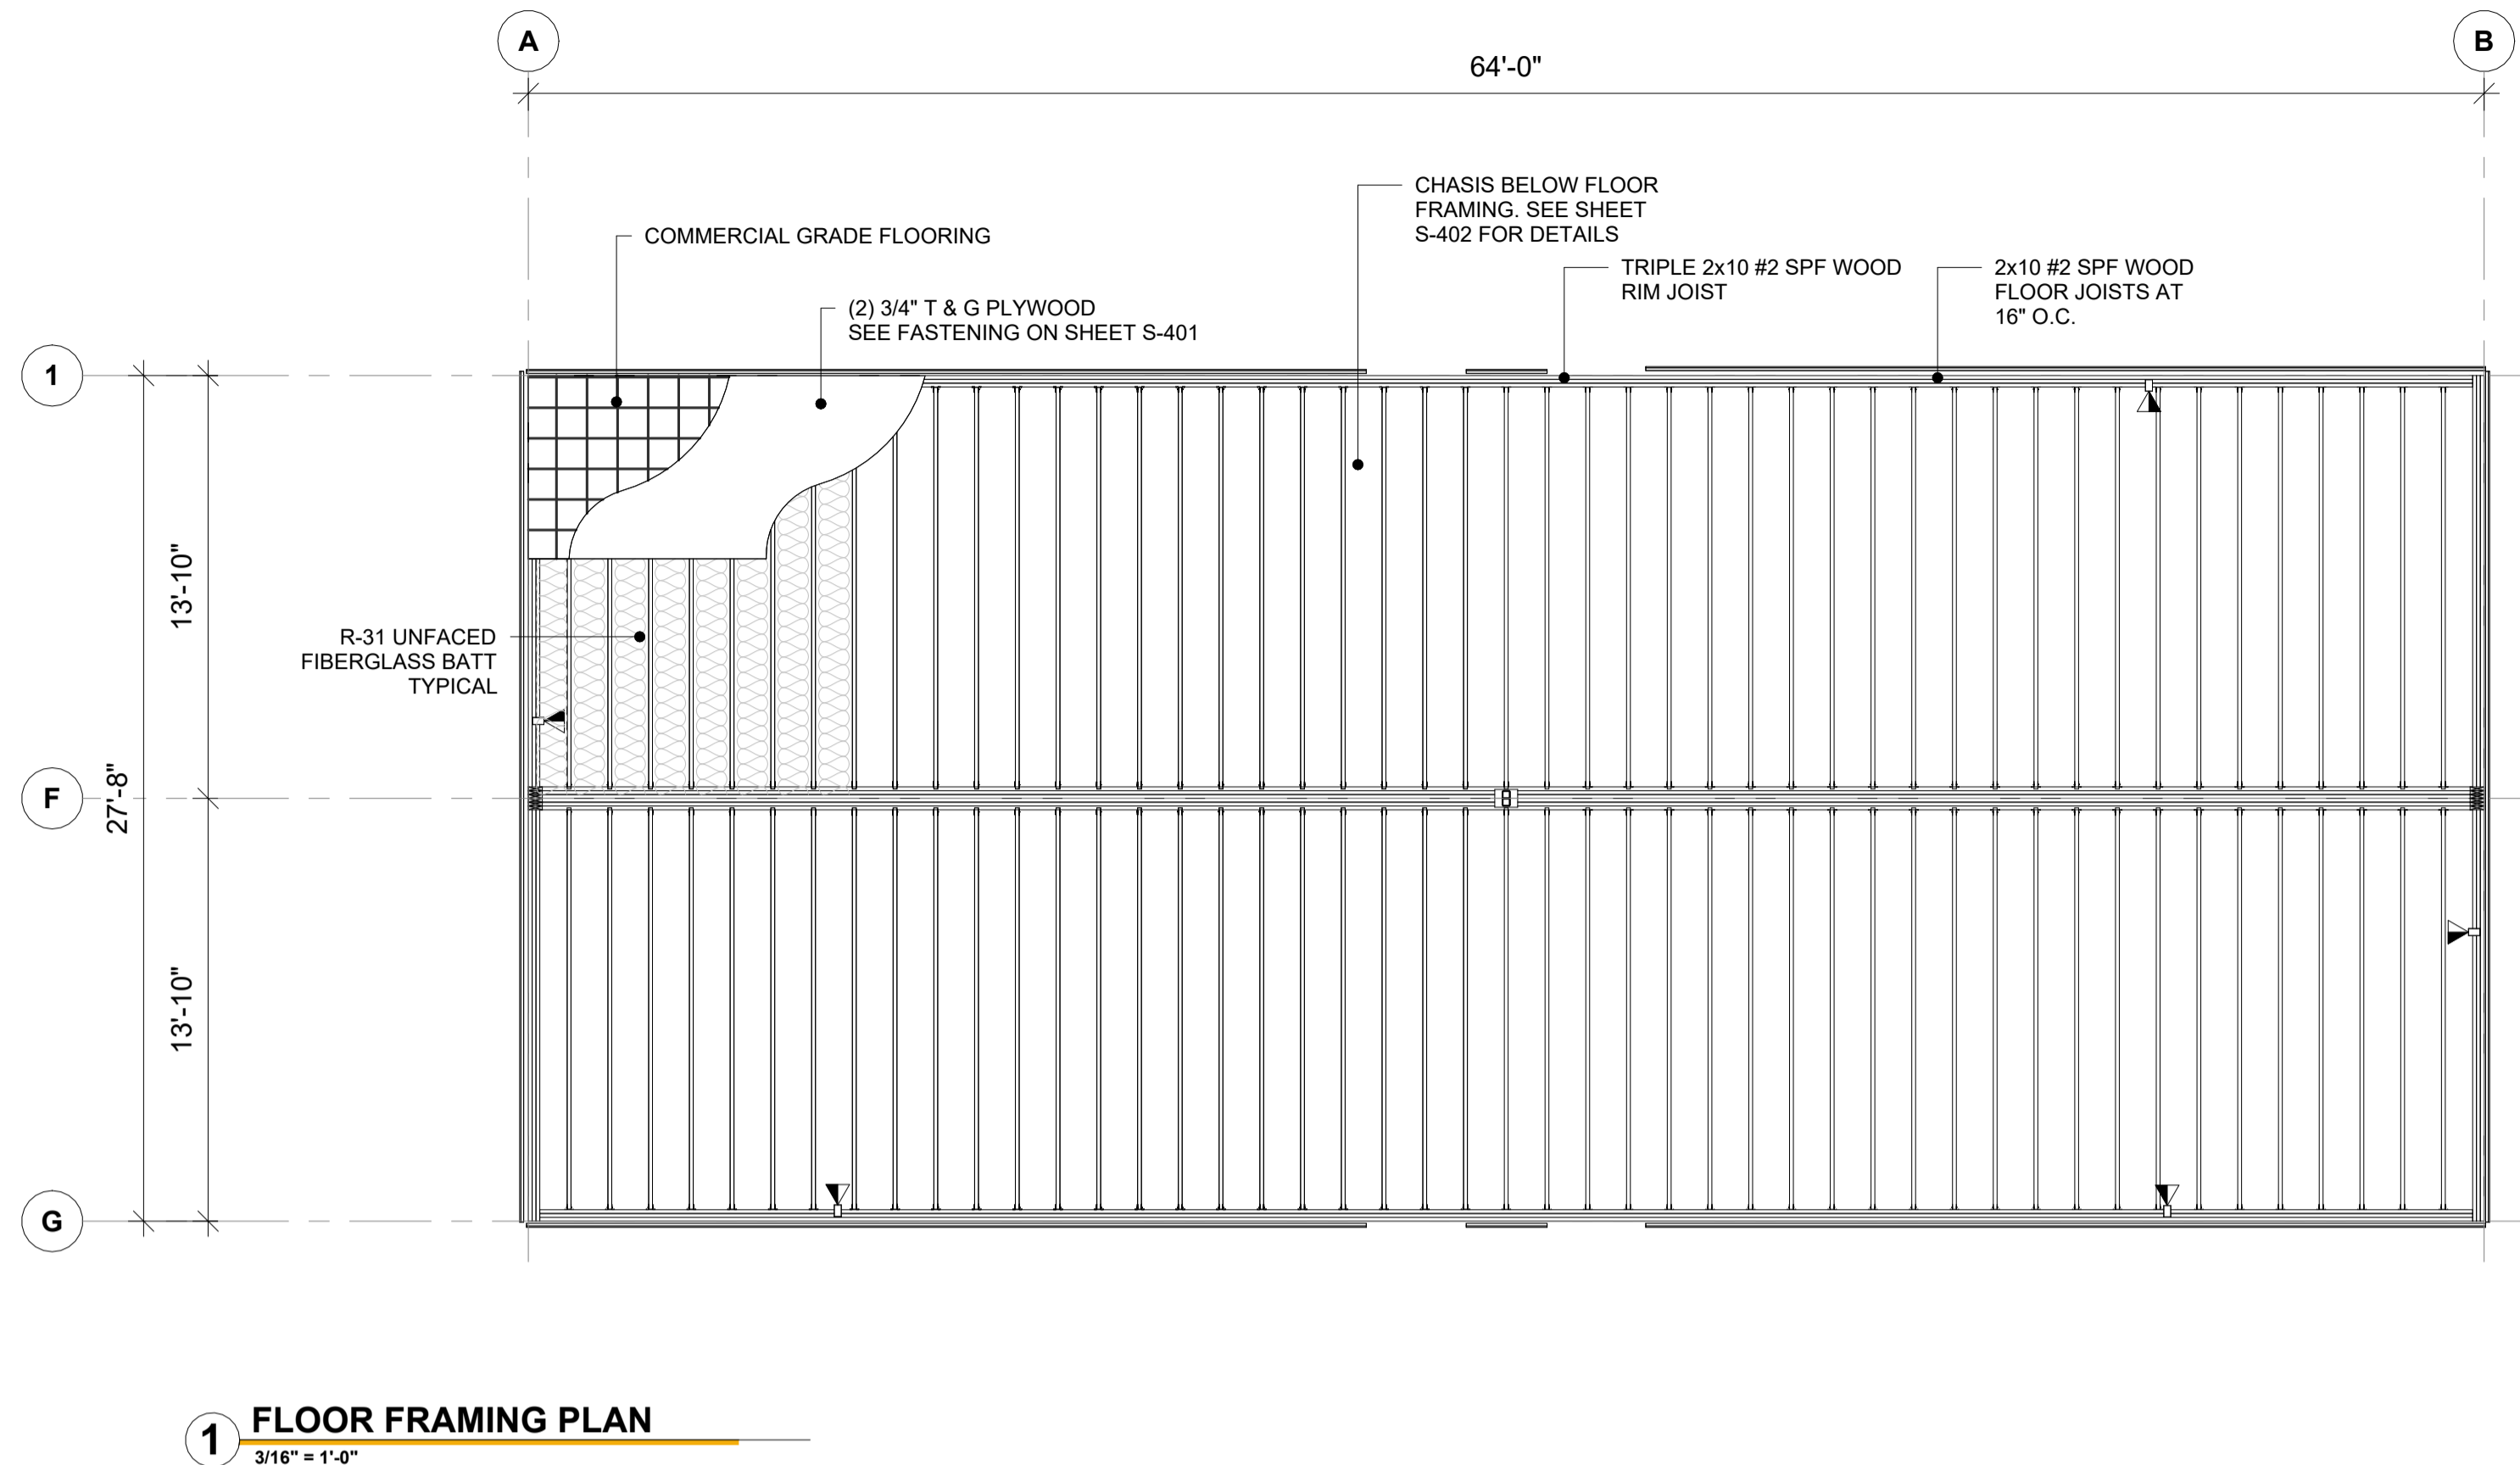 A
B
64'-0"
CHASIS BELOW FLOOR
FRAMING. SEE SHEET
S-402 FOR DETAILS
COMMERCIAL GRADE FLOORING
TRIPLE 2x10 #2 SPF WOOD
RIM JOIST
2x10 #2 SPF WOOD
FLOOR JOISTS AT
16" O.C.
(2) 3/4" T & G PLYWOOD
SEE FASTENING ON SHEET S-401
1
13'-10"
R-31 UNFACED
FIBERGLASS BATT
TYPICAL
F
27'-8"
13'-10"
G
1
FLOOR FRAMING PLAN
3/16" = 1'-0"